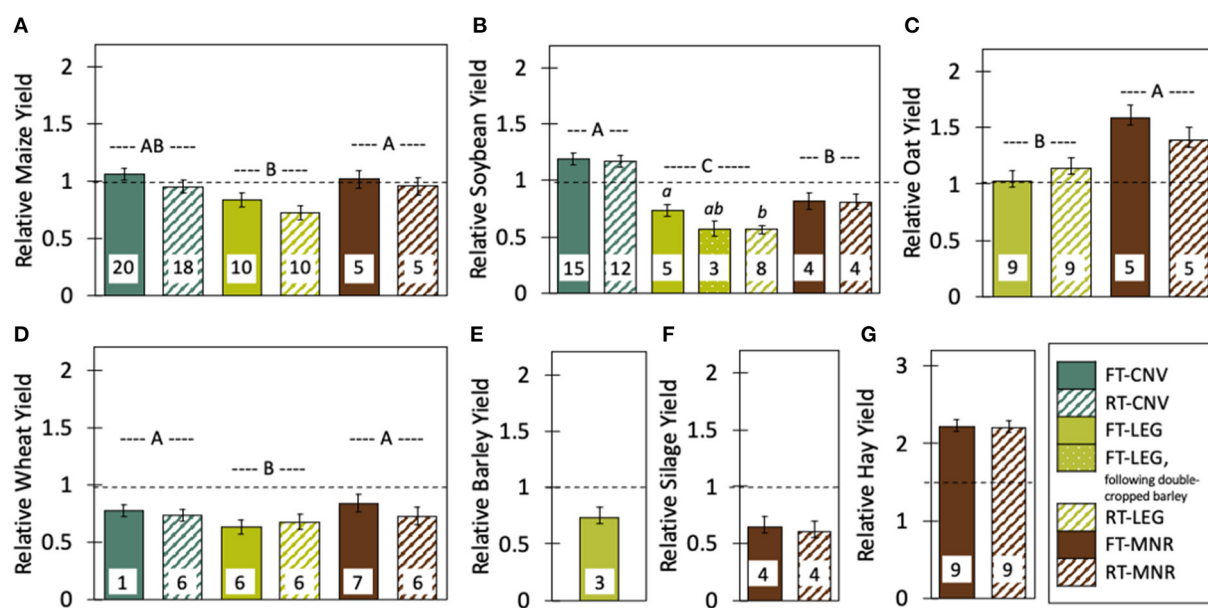 A
Relative Maize Yield
2
1.5
1
0.5
0
---- AB ----
---- B ----
---- A ----
20
18
10
10
5
5
B
Relative Soybean Yield
2
1.5
1
0.5
0
--- A ---
------ C ------
---- B ----
a
ab
b
15
12
5
3
8
4
4
C
Relative Oat Yield
2
1.5
1
0.5
0
---- B ----
---- A ----
9
9
5
5
D
Relative Wheat Yield
2
1.5
1
0.5
0
---- A ----
---- B ----
---- A ----
1
6
6
6
7
6
E
Relative Barley Yield
2
1.5
1
0.5
0
3
F
Relative Silage Yield
2
1.5
1
0.5
0
4
4
G
Relative Hay Yield
3
2
1
0
9
9
FT-CNV
RT-CNV
FT-LEG
FT-LEG,
following double-
cropped barley
RT-LEG
FT-MNR
RT-MNR